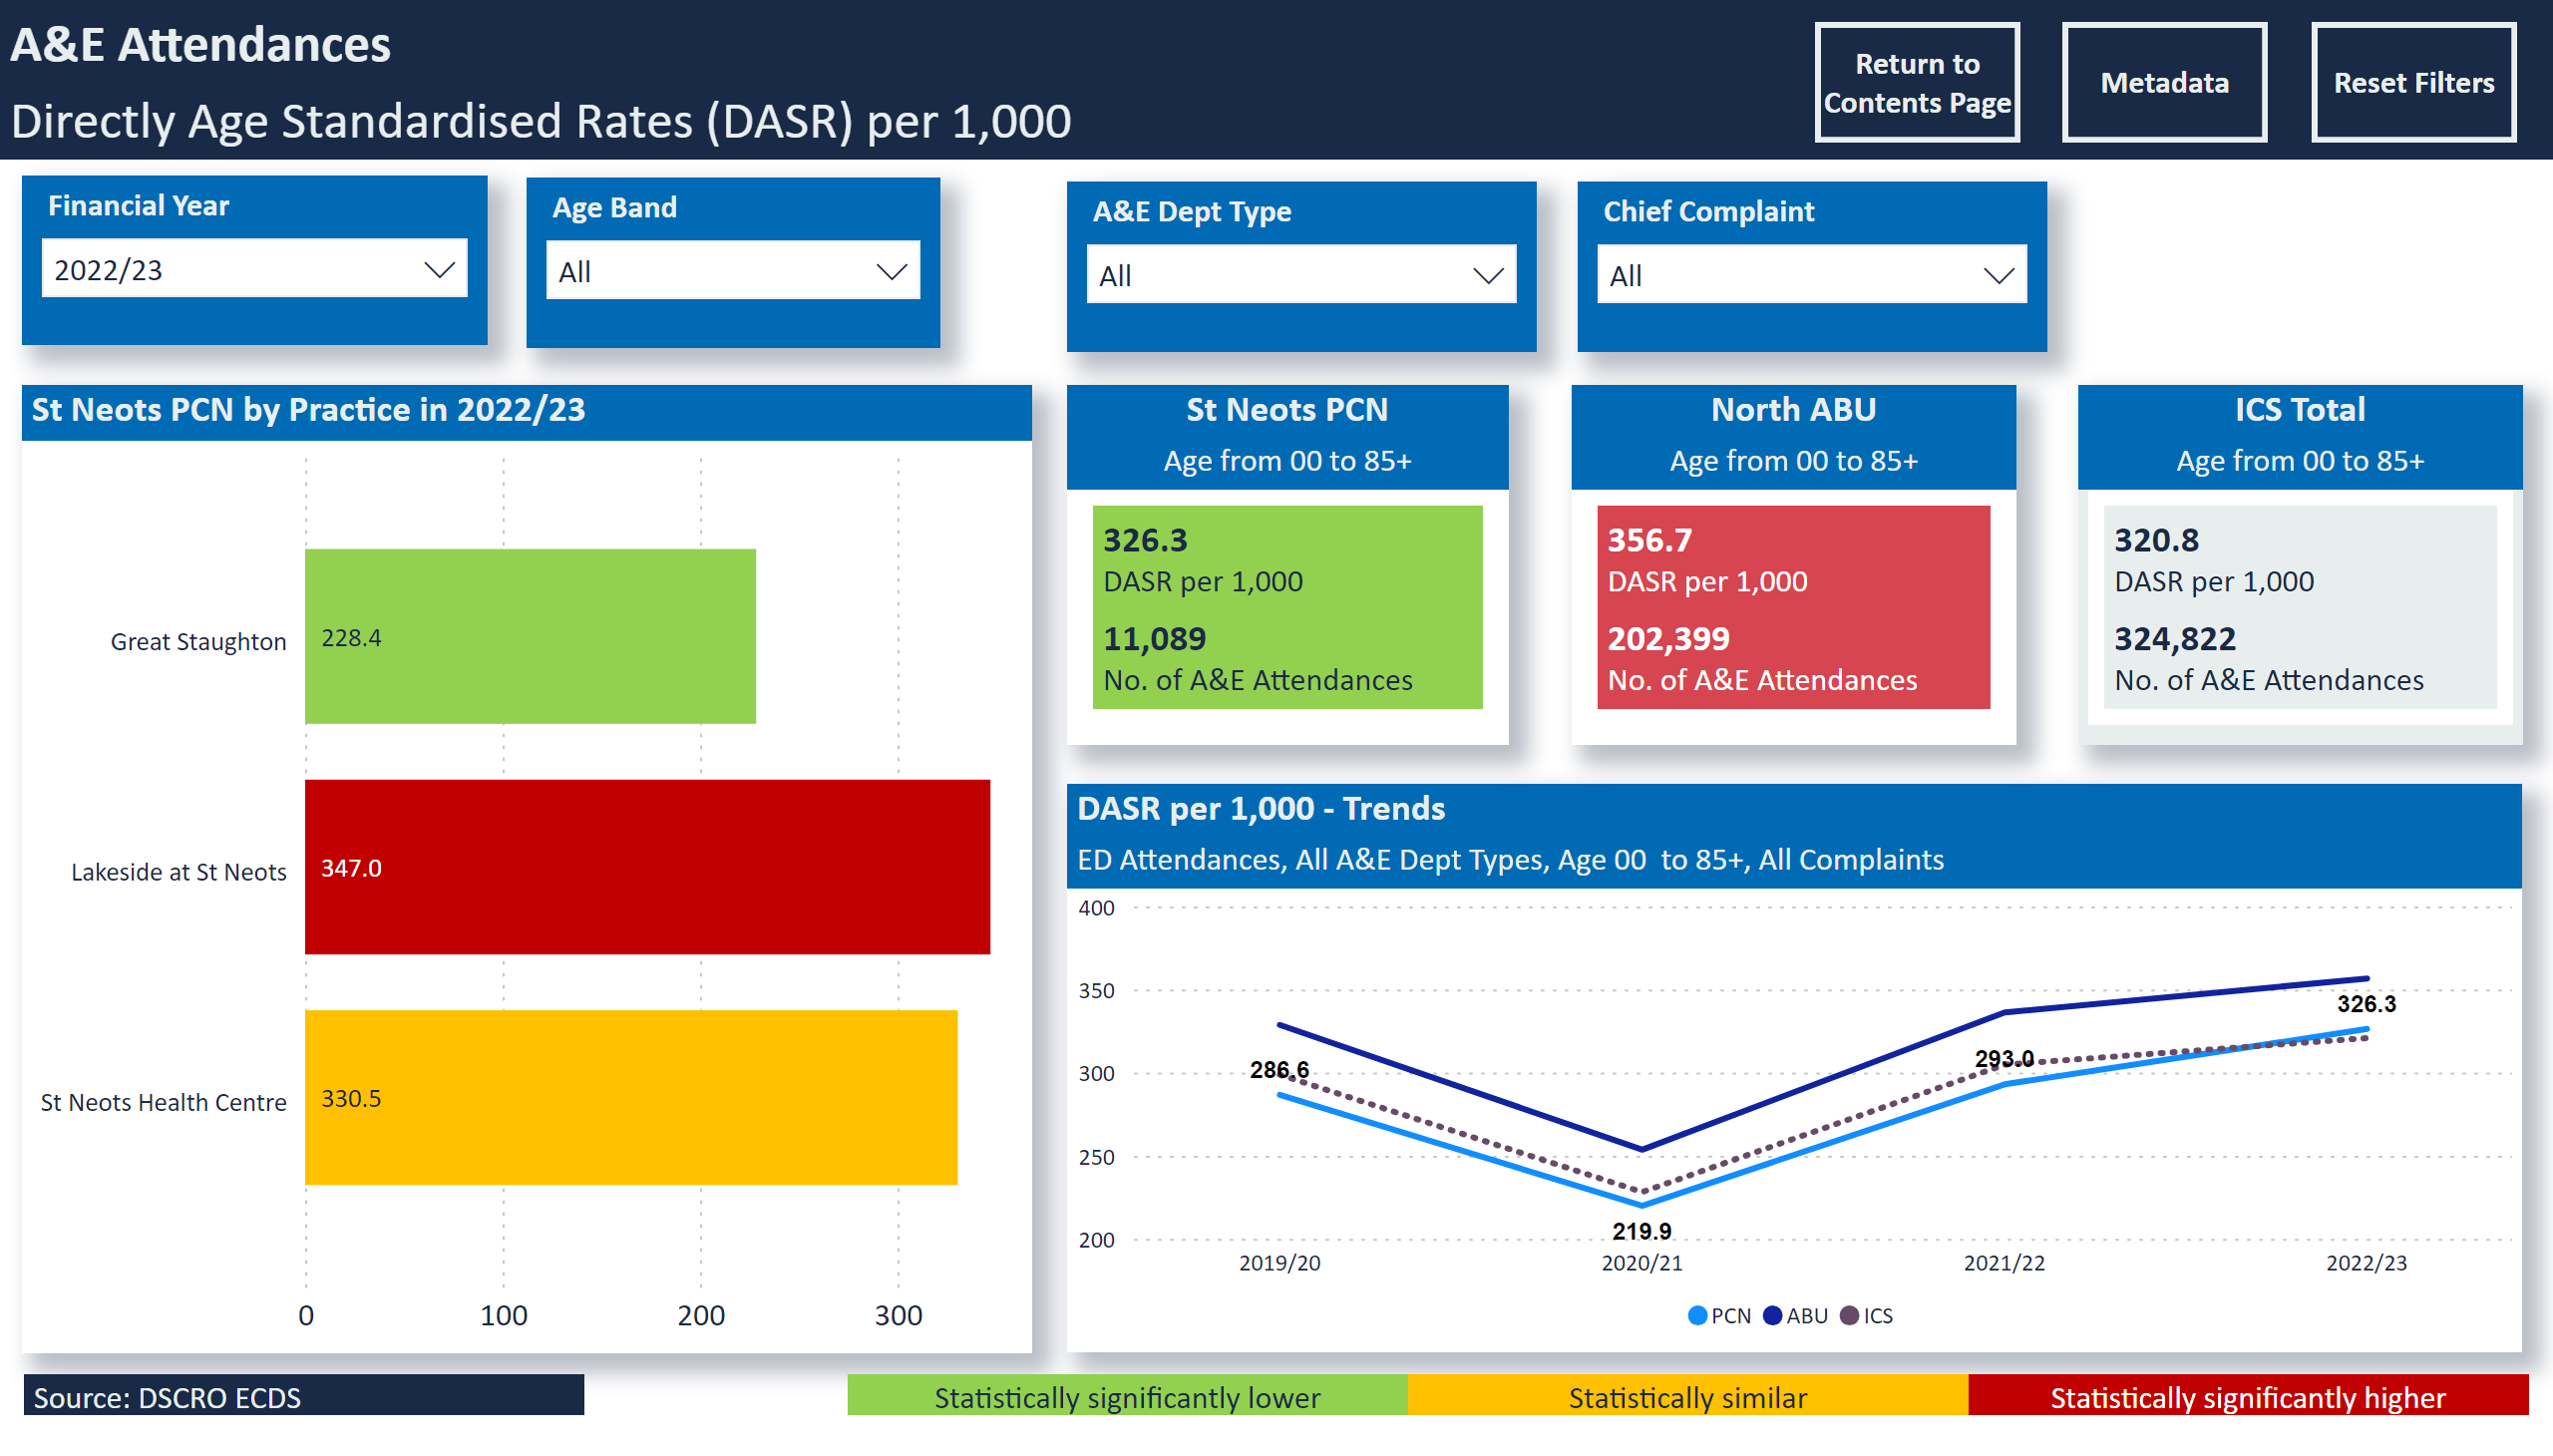 A&E Attendances
Directly Age Standardised Rates (DASR) per 1,000
Return to
Contents Page
Metadata
Reset Filters
Financial Year
2022/23
Age Band
All
A&E Dept Type
All
Chief Complaint
All
St Neots PCN by Practice in 2022/23
Great Staughton
228.4
Lakeside at St Neots
347.0
St Neots Health Centre
330.5
0 100 200 300
St Neots PCN
Age from 00 to 85+
326.3
DASR per 1,000
11,089
No. of A&E Attendances
North ABU
Age from 00 to 85+
356.7
DASR per 1,000
202,399
No. of A&E Attendances
ICS Total
Age from 00 to 85+
320.8
DASR per 1,000
324,822
No. of A&E Attendances
DASR per 1,000 - Trends
ED Attendances, All A&E Dept Types, Age 00  to 85+, All Complaints
400
350
326.3
300
286.6
293.0
250
219.9
200
2019/20 2020/21 2021/22 2022/23
PCN ABU ICS
Source: DSCRO ECDS
Statistically significantly lower
Statistically similar
Statistically significantly higher